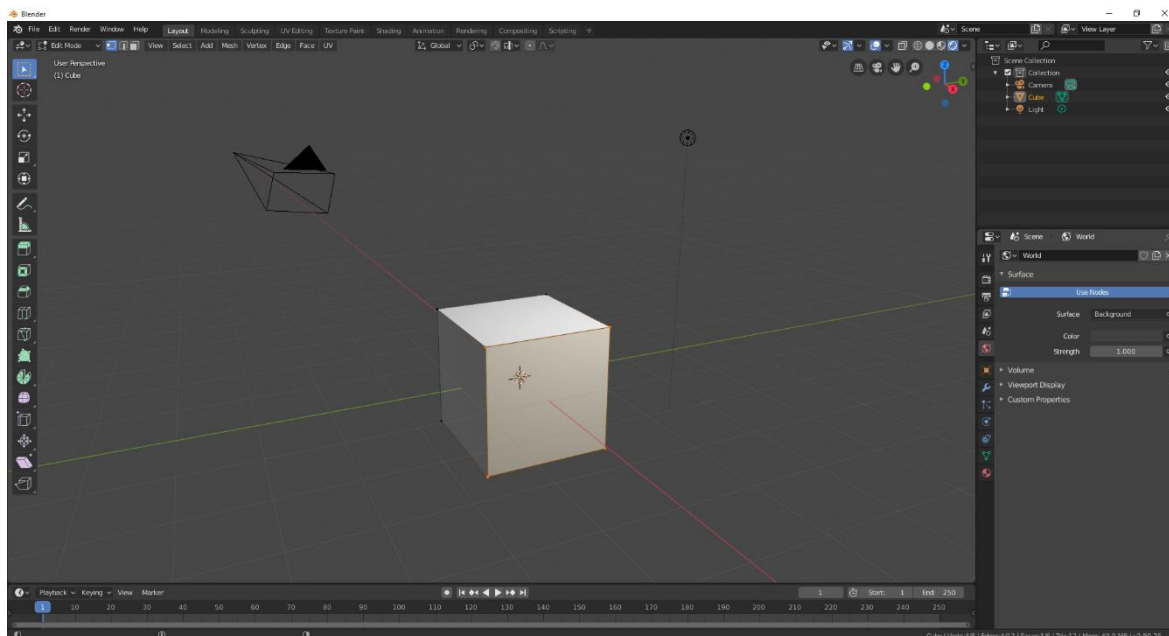 Blender
File Edit Render Window Help Layout Modeling Sculpting UV Editing Texture Paint Shading Animation Rendering Compositing Scripting + Scene View Layer
Edit Mode View Select Add Mesh Vertex Edge Face UV Global
User Perspective
(1) Cube
Scene Collection
Collection
Camera
Cube
Light
Scene World
World
Surface
Use Nodes
Surface Background
Color
Strength 1.000
Volume
Viewport Display
Custom Properties
Playback Keying View Marker 1 Start: 1 End: 250
1 10 20 30 40 50 60 70 80 90 100 110 120 130 140 150 160 170 180 190 200 210 220 230 240 250